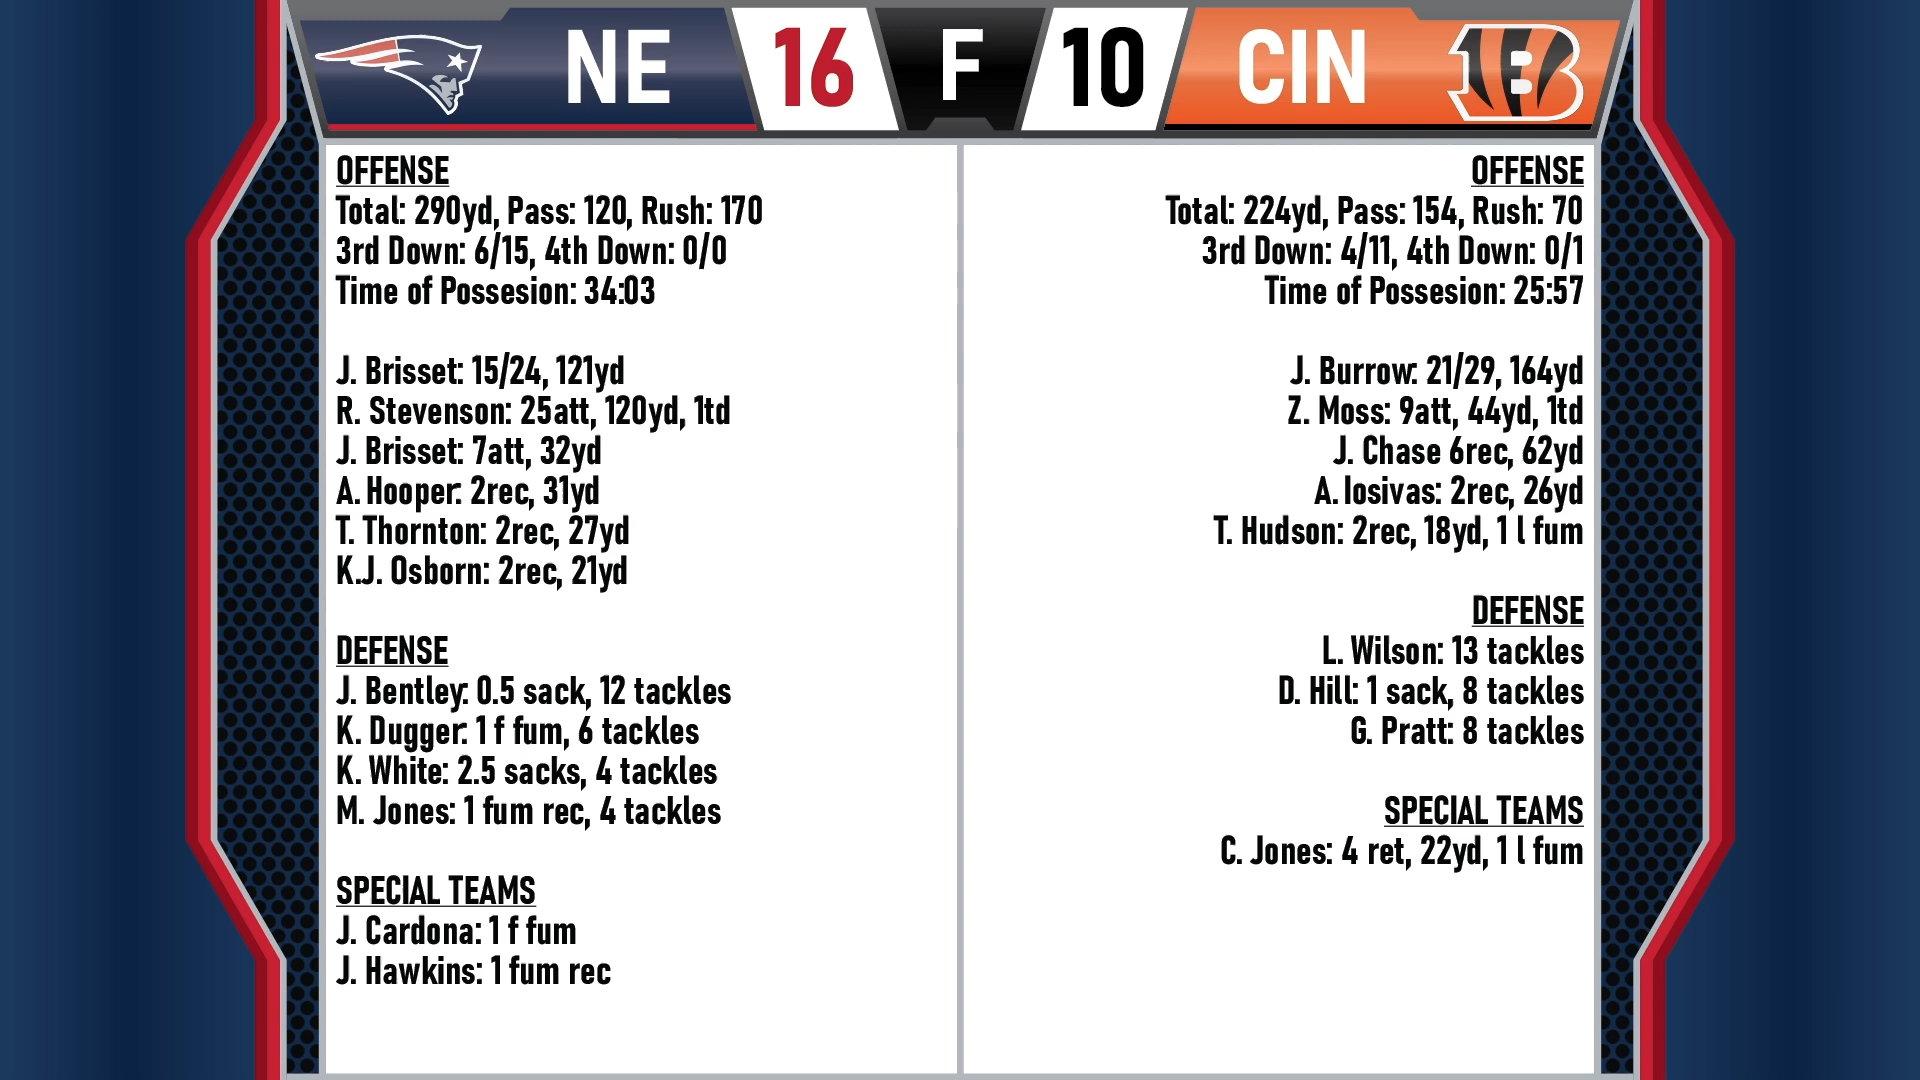 NE 16 F 10 CIN
OFFENSE
Total: 290yd, Pass: 120, Rush: 170
3rd Down: 6/15, 4th Down: 0/0
Time of Possesion: 34:03
J. Brisset: 15/24, 121yd
R. Stevenson: 25att, 120yd, 1td
J. Brisset: 7att, 32yd
A. Hooper: 2rec, 31yd
T. Thornton: 2rec, 27yd
K.J. Osborn: 2rec, 21yd
DEFENSE
J. Bentley: 0.5 sack, 12 tackles
K. Dugger: 1 f fum, 6 tackles
K. White: 2.5 sacks, 4 tackles
M. Jones: 1 fum rec, 4 tackles
SPECIAL TEAMS
J. Cardona: 1 f fum
J. Hawkins: 1 fum rec
OFFENSE
Total: 224yd, Pass: 154, Rush: 70
3rd Down: 4/11, 4th Down: 0/1
Time of Possesion: 25:57
J. Burrow: 21/29, 164yd
Z. Moss: 9att, 44yd, 1td
J. Chase 6rec, 62yd
A. Iosivas: 2rec, 26yd
T. Hudson: 2rec, 18yd, 1 l fum
DEFENSE
L. Wilson: 13 tackles
D. Hill: 1 sack, 8 tackles
G. Pratt: 8 tackles
SPECIAL TEAMS
C. Jones: 4 ret, 22yd, 1 l fum